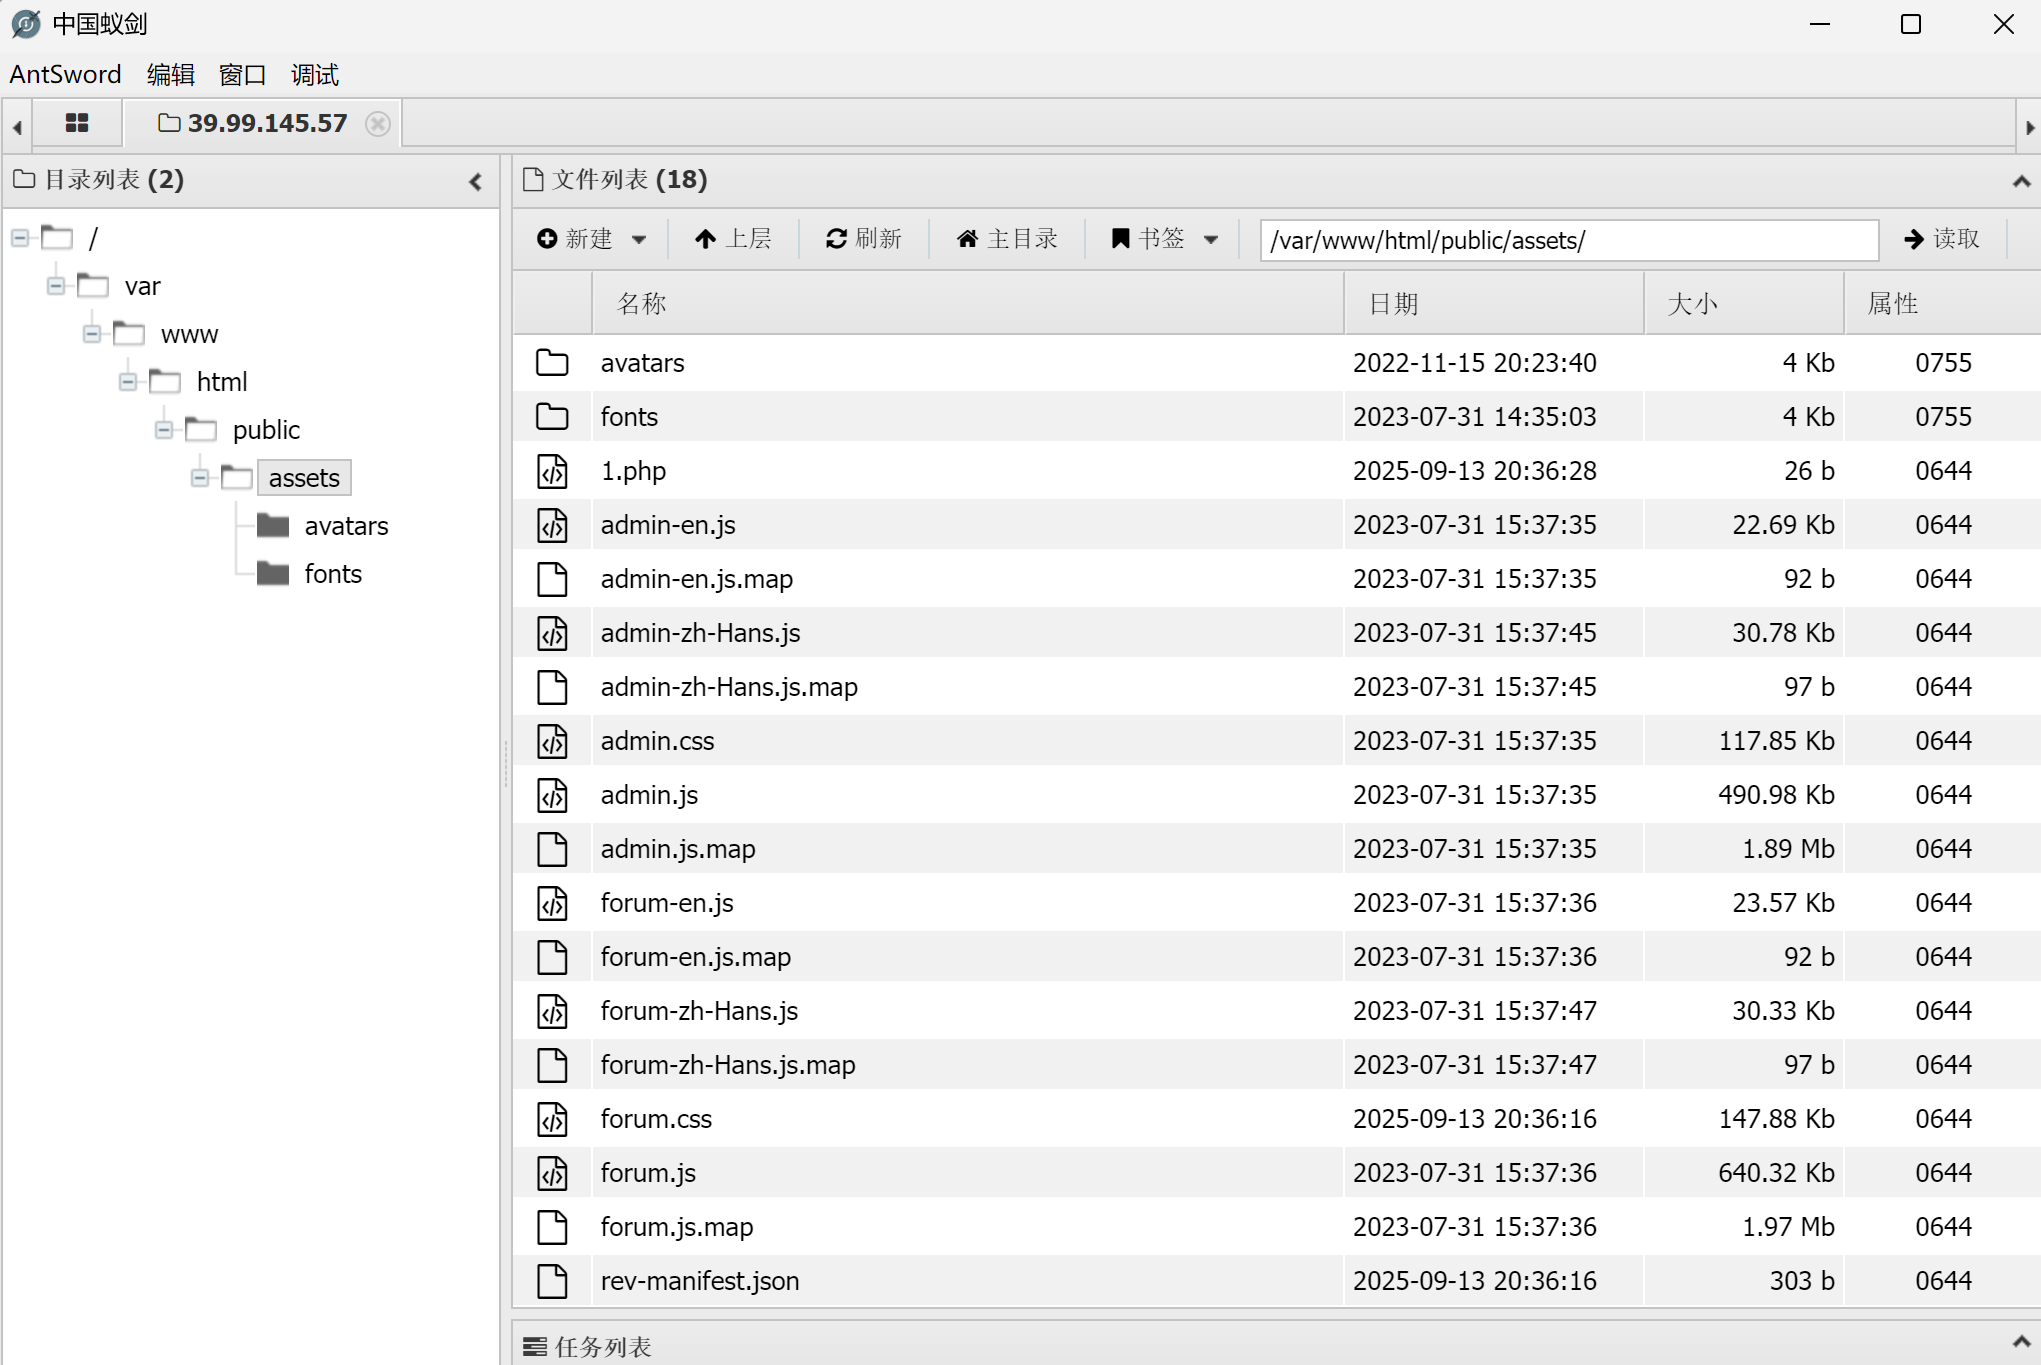 中国蚁剑
AntSword 编辑 窗口 调试
39.99.145.57
目录列表 (2)
/
var
www
html
public
assets
avatars
fonts
文件列表 (18)
新建 上层 刷新 主目录 书签 /var/www/html/public/assets/ 读取
名称 日期 大小 属性
avatars 2022-11-15 20:23:40 4 Kb 0755
fonts 2023-07-31 14:35:03 4 Kb 0755
1.php 2025-09-13 20:36:28 26 b 0644
admin-en.js 2023-07-31 15:37:35 22.69 Kb 0644
admin-en.js.map 2023-07-31 15:37:35 92 b 0644
admin-zh-Hans.js 2023-07-31 15:37:45 30.78 Kb 0644
admin-zh-Hans.js.map 2023-07-31 15:37:45 97 b 0644
admin.css 2023-07-31 15:37:35 117.85 Kb 0644
admin.js 2023-07-31 15:37:35 490.98 Kb 0644
admin.js.map 2023-07-31 15:37:35 1.89 Mb 0644
forum-en.js 2023-07-31 15:37:36 23.57 Kb 0644
forum-en.js.map 2023-07-31 15:37:36 92 b 0644
forum-zh-Hans.js 2023-07-31 15:37:47 30.33 Kb 0644
forum-zh-Hans.js.map 2023-07-31 15:37:47 97 b 0644
forum.css 2025-09-13 20:36:16 147.88 Kb 0644
forum.js 2023-07-31 15:37:36 640.32 Kb 0644
forum.js.map 2023-07-31 15:37:36 1.97 Mb 0644
rev-manifest.json 2025-09-13 20:36:16 303 b 0644
任务列表